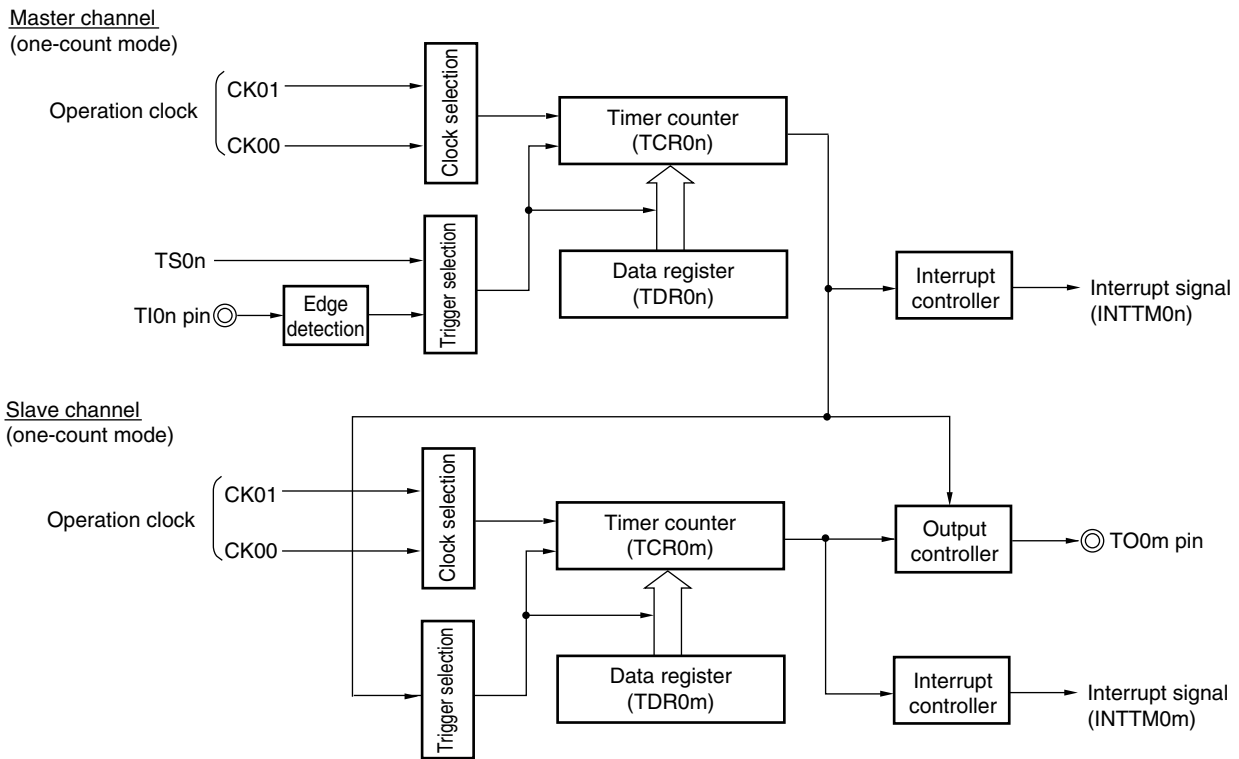 Master channel
(one-count mode)
Operation clock
CK01
CK00
Clock selection
Timer counter
(TCR0n)
TS0n
TI0n pin
Edge
detection
Trigger selection
Data register
(TDR0n)
Interrupt
controller
Interrupt signal
(INTTM0n)
Slave channel
(one-count mode)
Operation clock
CK01
CK00
Clock selection
Timer counter
(TCR0m)
Output
controller
TO0m pin
Trigger selection
Data register
(TDR0m)
Interrupt
controller
Interrupt signal
(INTTM0m)